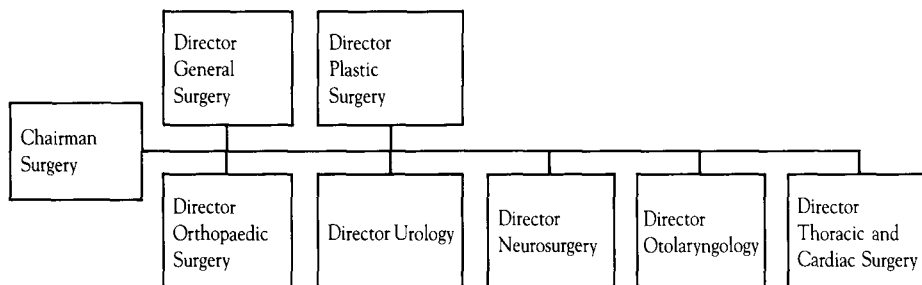 Director
General
Surgery
Director
Plastic
Surgery
Chairman
Surgery
Director
Orthopaedic
Surgery
Director Urology
Director
Neurosurgery
Director
Otolaryngology
Director
Thoracic and
Cardiac Surgery